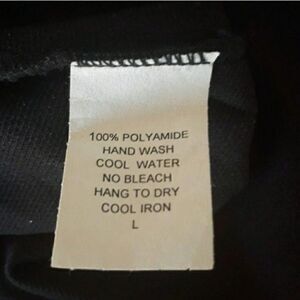 100% POLYAMIDE
HAND WASH
COOL WATER
NO BLEACH
HANG TO DRY
COOL IRON
L